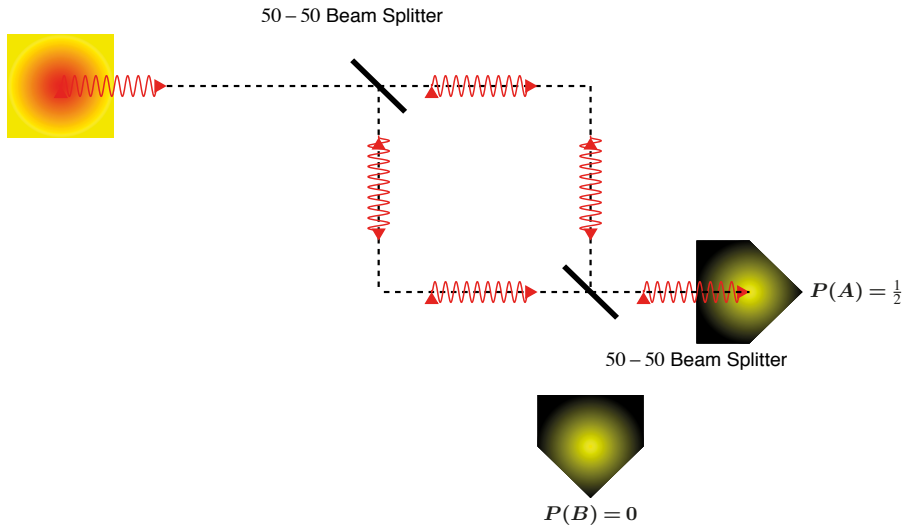 50 – 50 Beam Splitter
P(A) = 1/2
50 – 50 Beam Splitter
P(B) = 0